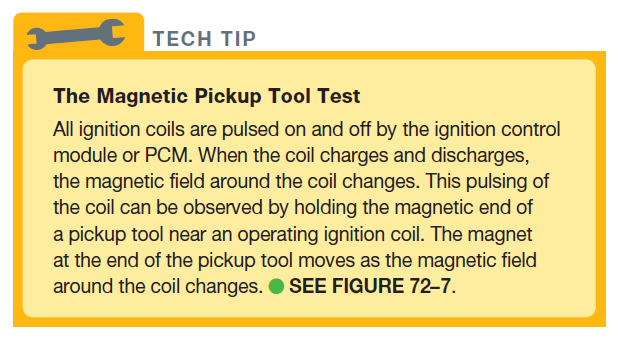 TECH TIP
The Magnetic Pickup Tool Test
All ignition coils are pulsed on and off by the ignition control
module or PCM. When the coil charges and discharges,
the magnetic field around the coil changes. This pulsing of
the coil can be observed by holding the magnetic end of
a pickup tool near an operating ignition coil. The magnet
at the end of the pickup tool moves as the magnetic field
around the coil changes. ● SEE FIGURE 72–7.